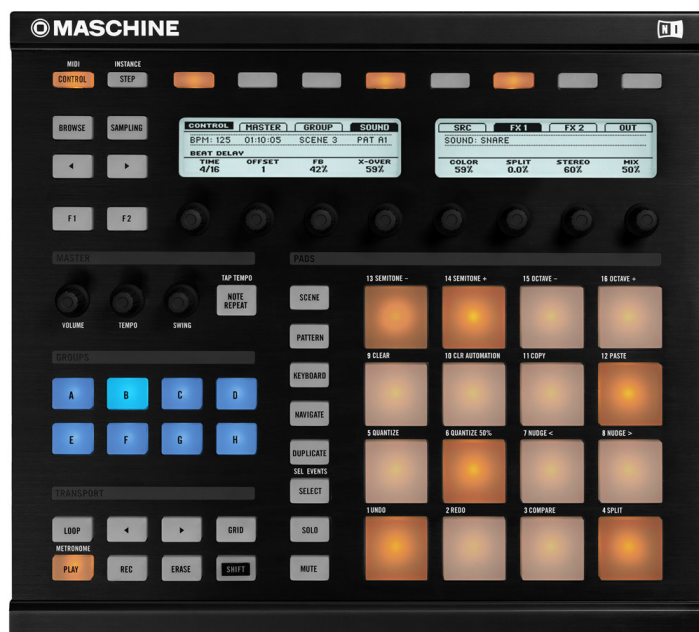 MASCHINE
NI
MIDI INSTANCE
CONTROL STEP
BROWSE SAMPLING
CONTROL MASTER GROUP SOUND
BPM: 125 01:10:05 SCENE 3 PAT A1
BEAT DELAY
TIME OFFSET FB X-OVER
4/16 1 42% 59%
SRC FX 1 FX 2 OUT
SOUND: SNARE
COLOR SPLIT STEREO MIX
59% 0.0% 60% 50%
F1 F2
MASTER
TAP TEMPO
NOTE
REPEAT
VOLUME TEMPO SWING
GROUPS
A B C D
E F G H
TRANSPORT
LOOP GRID
METRONONE
PLAY REC ERASE SHIFT
PADS
SCENE
PATTERN
KEYBOARD
NAVIGATE
DUPLICATE
SEL EVENTS
SELECT
SOLO
MUTE
13 SEMITONE - 14 SEMITONE + 15 OCTAVE - 16 OCTAVE +
9 CLEAR 10 CLR AUTOMATION 11 COPY 12 PASTE
5 QUANTIZE 6 QUANTIZE 50% 7 NUDGE < 8 NUDGE >
1 UNDO 2 REDO 3 COMPARE 4 SPLIT